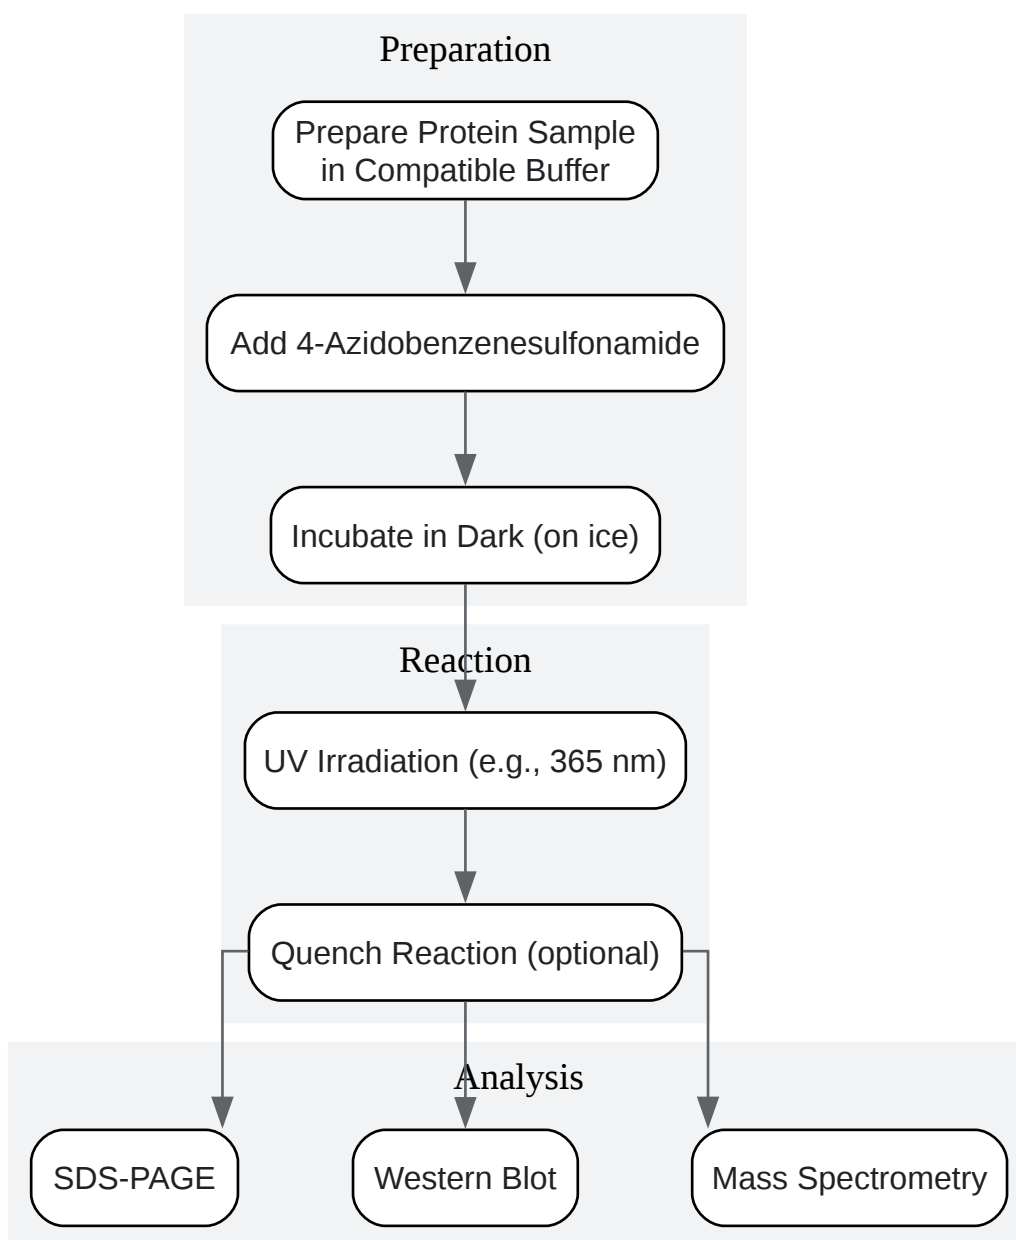 Preparation
Prepare Protein Sample
in Compatible Buffer
Add 4-Azidobenzenesulfonamide
Incubate in Dark (on ice)
Reaction
UV Irradiation (e.g., 365 nm)
Quench Reaction (optional)
Analysis
SDS-PAGE
Western Blot
Mass Spectrometry